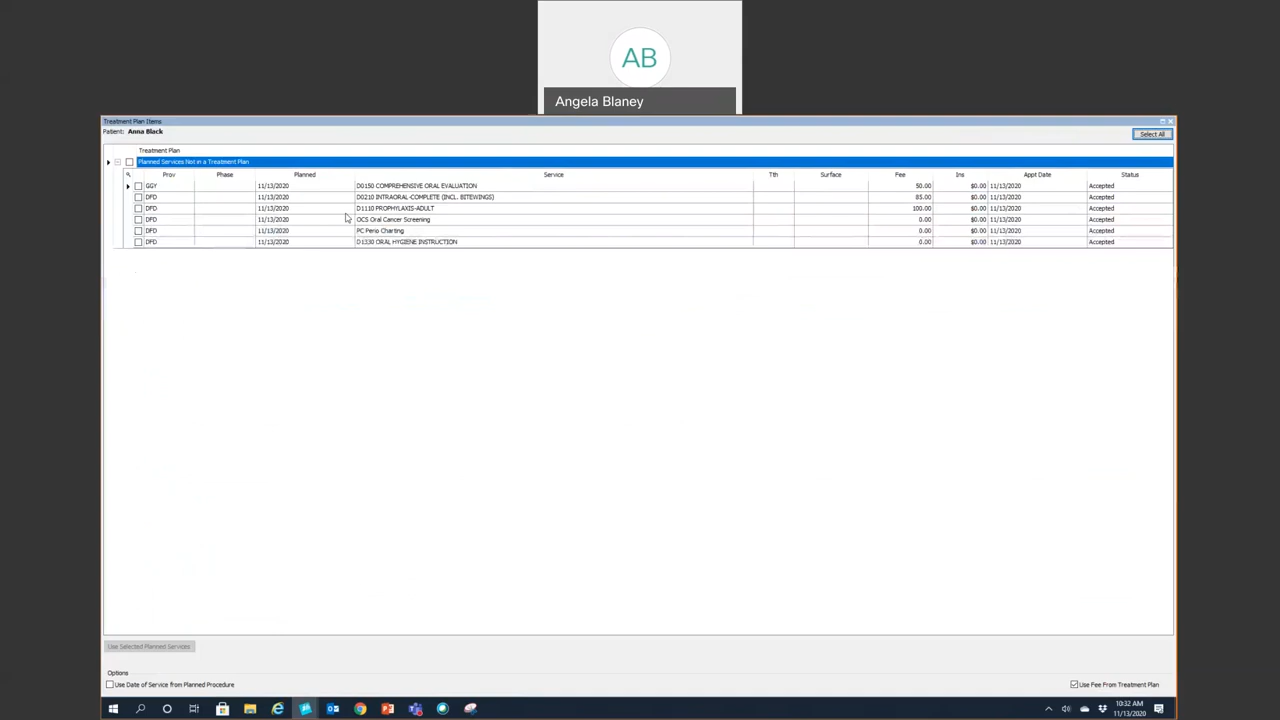 AB
Angela Blaney
Treatment Plan Items
Patient: Anna Black
Select All
Treatment Plan
Planned Services Not in a Treatment Plan
Prov Phase Planned Service Tth Surface Fee Ins Appt Date Status
GGY 11/13/2020 D0150 COMPREHENSIVE ORAL EVALUATION 50.00 $0.00 11/13/2020 Accepted
DFD 11/13/2020 D0210 INTRAORAL-COMPLETE (INCL. BITEWINGS) 85.00 $0.00 11/13/2020 Accepted
DFD 11/13/2020 D1110 PROPHYLAXIS-ADULT 100.00 $0.00 11/13/2020 Accepted
DFD 11/13/2020 OCS Oral Cancer Screening 0.00 $0.00 11/13/2020 Accepted
DFD 11/13/2020 PC Perio Charting 0.00 $0.00 11/13/2020 Accepted
DFD 11/13/2020 D1330 ORAL HYGIENE INSTRUCTION 0.00 $0.00 11/13/2020 Accepted
Use Selected Planned Services
Options
Use Date of Service from Planned Procedure
Use Fee From Treatment Plan
10:32 AM
11/13/2020